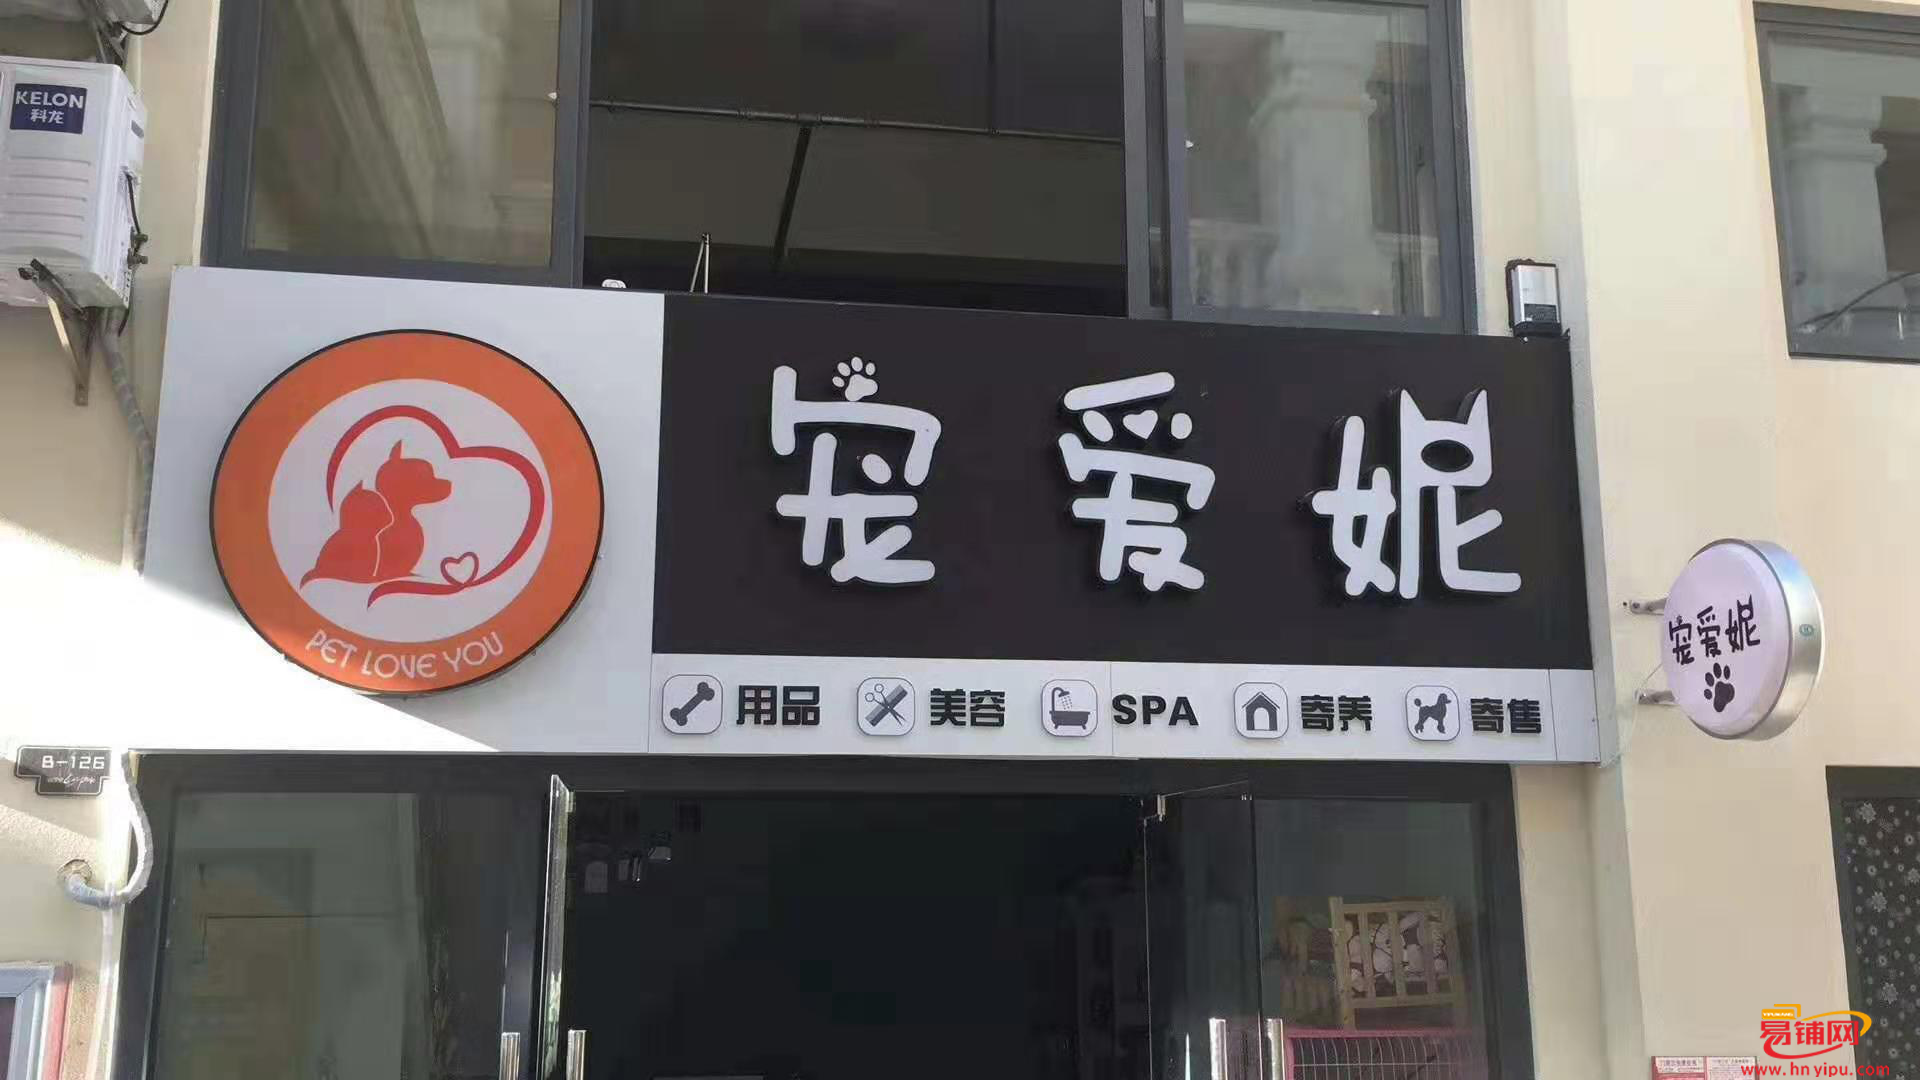 KELON
科龙
宠爱妮
PET LOVE YOU
宠爱妮
用品
美容
SPA
寄养
寄售
B-126
易铺网
www.hnyipu.com